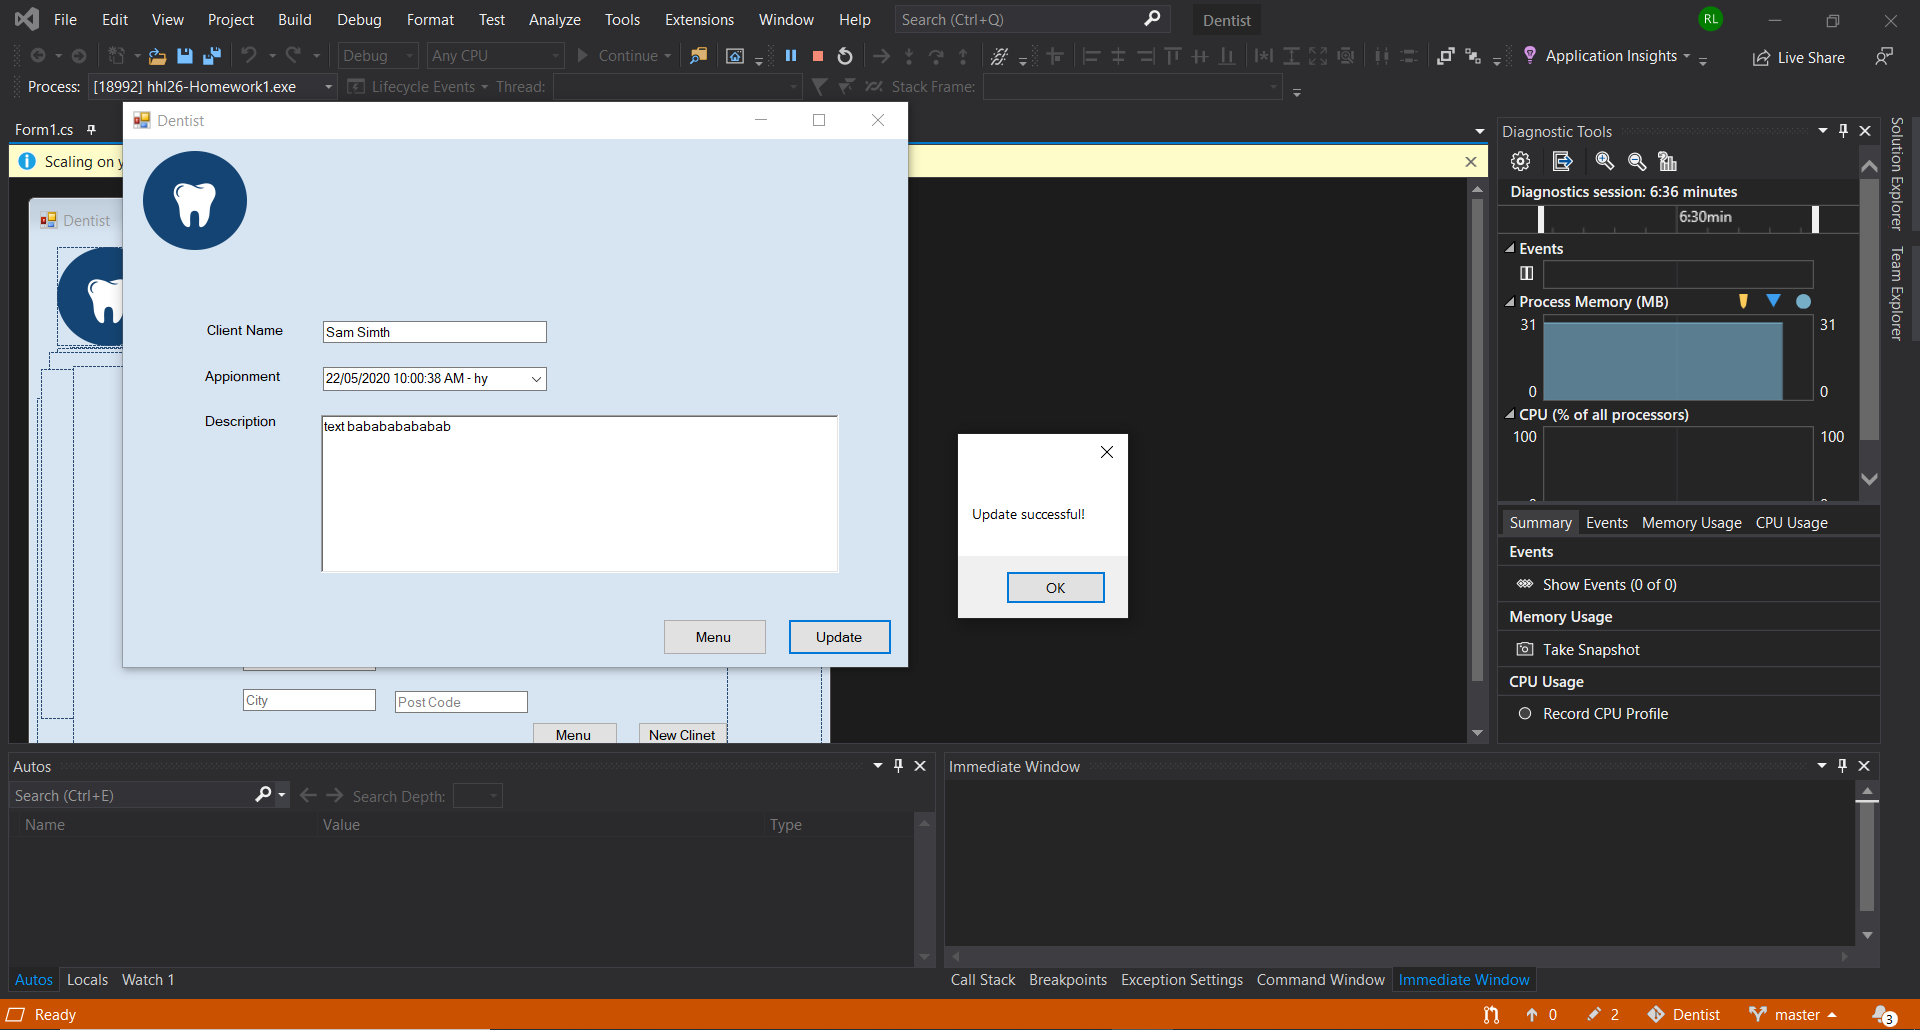 File Edit View Project Build Debug Format Test Analyze Tools Extensions Window Help Search (Ctrl+Q) Dentist RL
Debug Any CPU Continue Application Insights Live Share
Process: [18992] hhl26-Homework1.exe Lifecycle Events Thread: Stack Frame:
Form1.cs
Scaling on y
Dentist
Dentist
Client Name Sam Simth
Appionment 22/05/2020 10:00:38 AM - hy
Description text babababababab
Menu Update
City Post Code
Menu New Clinet
Update successful!
OK
Diagnostic Tools
Diagnostics session: 6:36 minutes
6:30min
Events
Process Memory (MB)
31 31
0 0
CPU (% of all processors)
100 100
Summary Events Memory Usage CPU Usage
Events
Show Events (0 of 0)
Memory Usage
Take Snapshot
CPU Usage
Record CPU Profile
Solution Explorer
Team Explorer
Autos
Search (Ctrl+E) Search Depth:
Name Value Type
Autos Locals Watch 1
Immediate Window
Call Stack Breakpoints Exception Settings Command Window Immediate Window
Ready 0 2 Dentist master 3